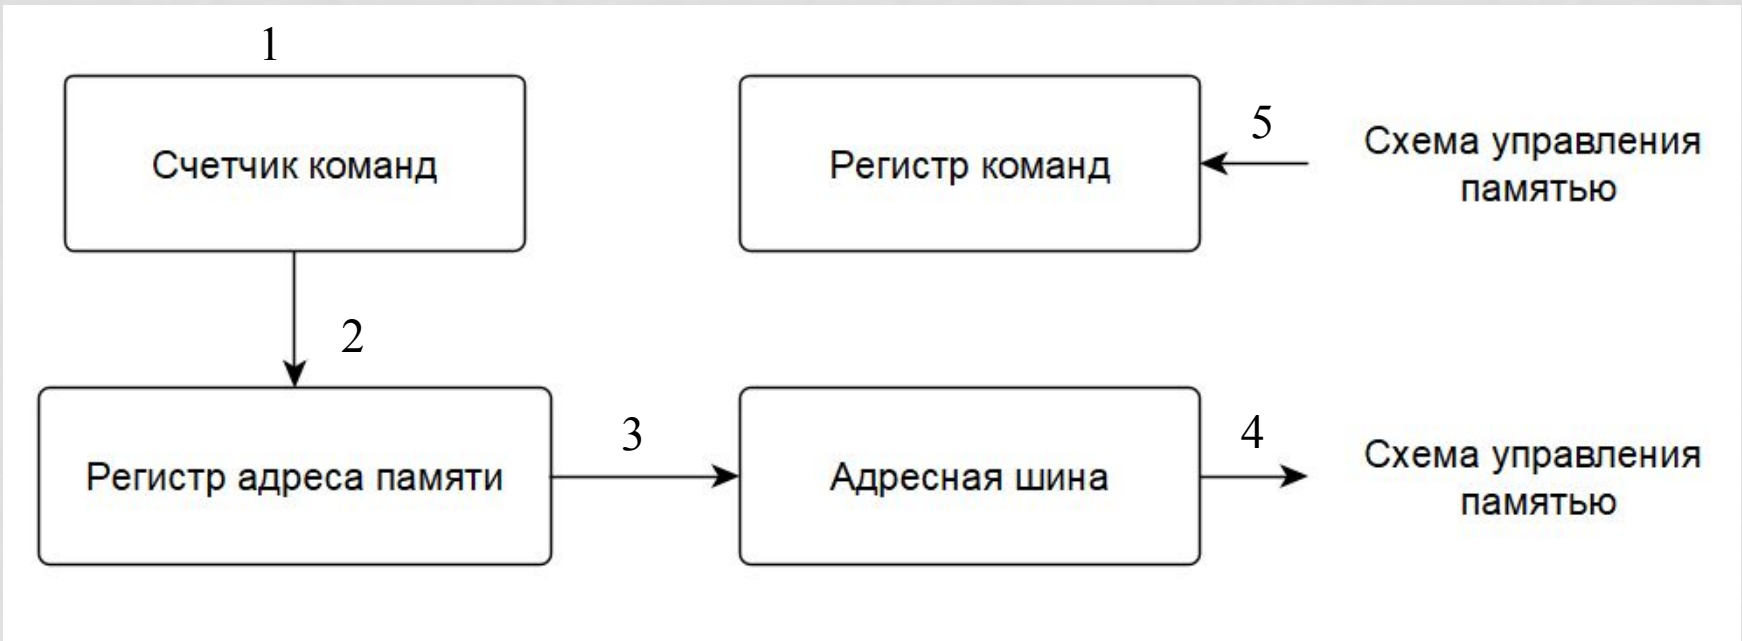 1
Счетчик команд
Регистр команд
5
Схема управления
памятью
2
Регистр адреса памяти
3
Адресная шина
4
Схема управления
памятью